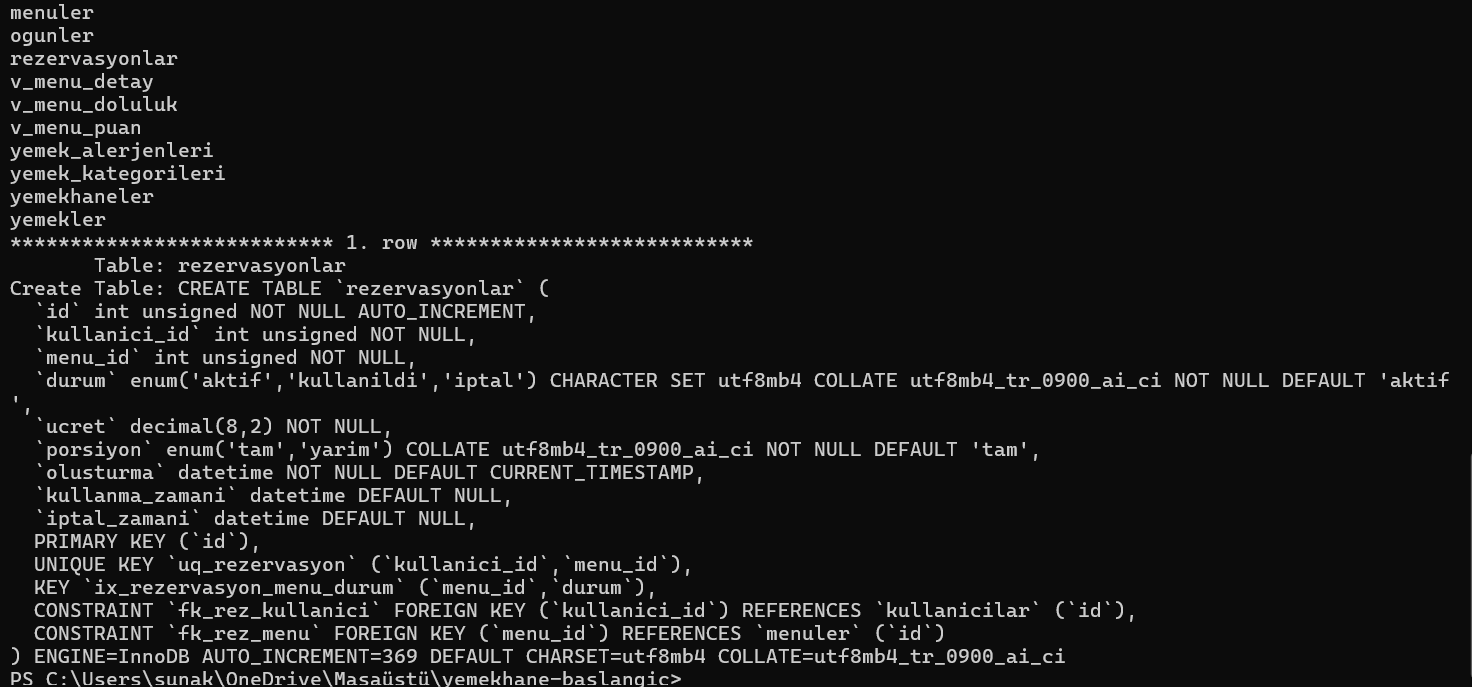 menuler
ogunler
rezervasyonlar
v_menu_detay
v_menu_doluluk
v_menu_puan
yemek_alerjenleri
yemek_kategorileri
yemekhaneler
yemekler
*************************** 1. row ***************************
       Table: rezervasyonlar
Create Table: CREATE TABLE `rezervasyonlar` (
  `id` int unsigned NOT NULL AUTO_INCREMENT,
  `kullanici_id` int unsigned NOT NULL,
  `menu_id` int unsigned NOT NULL,
  `durum` enum('aktif','kullanildi','iptal') CHARACTER SET utf8mb4 COLLATE utf8mb4_tr_0900_ai_ci NOT NULL DEFAULT 'aktif
',
  `ucret` decimal(8,2) NOT NULL,
  `porsiyon` enum('tam','yarim') COLLATE utf8mb4_tr_0900_ai_ci NOT NULL DEFAULT 'tam',
  `olusturma` datetime NOT NULL DEFAULT CURRENT_TIMESTAMP,
  `kullanma_zamani` datetime DEFAULT NULL,
  `iptal_zamani` datetime DEFAULT NULL,
  PRIMARY KEY (`id`),
  UNIQUE KEY `uq_rezervasyon` (`kullanici_id`,`menu_id`),
  KEY `ix_rezervasyon_menu_durum` (`menu_id`,`durum`),
  CONSTRAINT `fk_rez_kullanici` FOREIGN KEY (`kullanici_id`) REFERENCES `kullanicilar` (`id`),
  CONSTRAINT `fk_rez_menu` FOREIGN KEY (`menu_id`) REFERENCES `menuler` (`id`)
) ENGINE=InnoDB AUTO_INCREMENT=369 DEFAULT CHARSET=utf8mb4 COLLATE=utf8mb4_tr_0900_ai_ci
PS C:\Users\sunak\OneDrive\Masaüstü\yemekhane-baslangic>